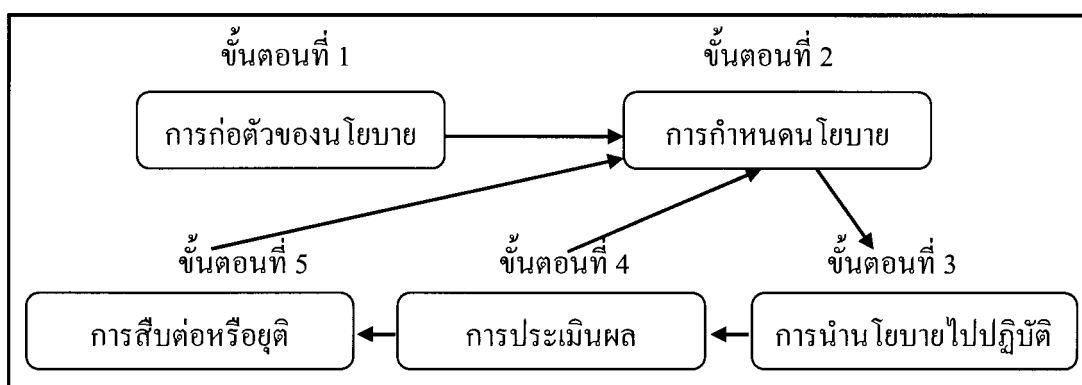 ขั้นตอนที่ 1
ขั้นตอนที่ 2
การก่อตัวของนโยบาย
การกำหนดนโยบาย
ขั้นตอนที่ 5
ขั้นตอนที่ 4
ขั้นตอนที่ 3
การสืบต่อหรือยุติ
การประเมินผล
การนำนโยบายไปปฏิบัติ